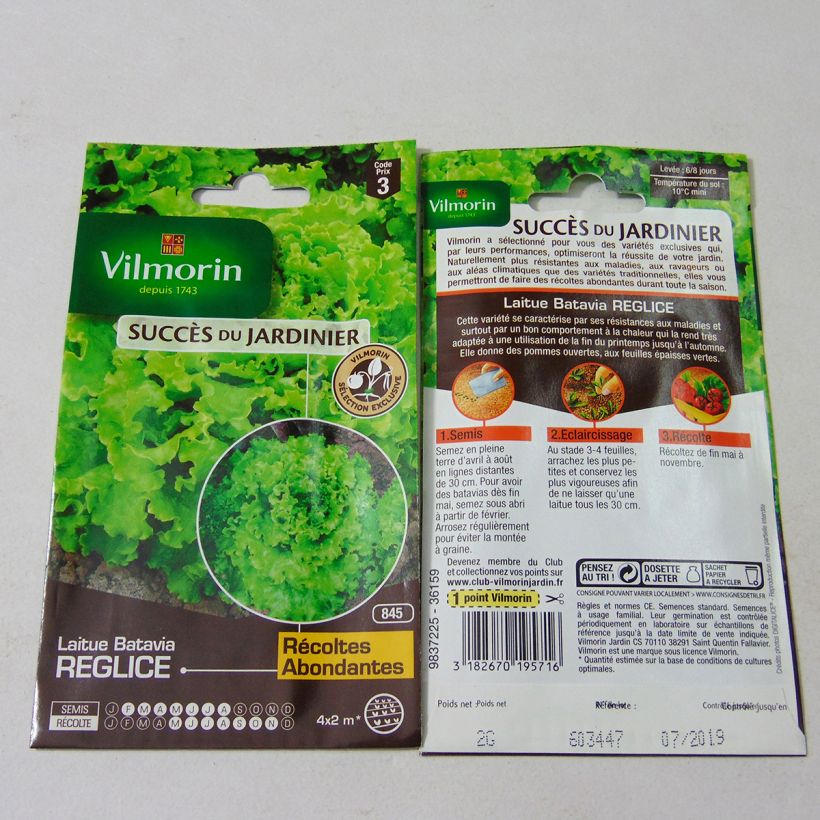 Code
Prix
3
Vilmorin
depuis 1743
SUCCÈS DU JARDINIER
VILMORIN
SÉLECTION EXCLUSIVE
845
Laitue Batavia
REGLICE
Récoltes
Abondantes
SEMIS J F M A M J J A S O N D
RÉCOLTE J F M A M J J A S O N D
4x2 m*
Levée : 6/8 jours
Température du sol :
10°C mini
Vilmorin
depuis 1743
SUCCÈS DU JARDINIER
Vilmorin a sélectionné pour vous des variétés exclusives qui,
par leurs performances, optimiseront la réussite de votre jardin.
Naturellement plus résistantes aux maladies, aux ravageurs ou
aux aléas climatiques que des variétés traditionnelles, elles vous
permettront de faire des récoltes abondantes durant toute la saison.
Laitue Batavia REGLICE
Cette variété se caractérise par ses résistances aux maladies et
surtout par un bon comportement à la chaleur qui la rend très
adaptée à une utilisation de la fin du printemps jusqu'à l'automne.
Elle donne des pommes ouvertes, aux feuilles épaisses vertes.
1.Semis
Semez en pleine
terre d'avril à août
en lignes distantes
de 30 cm. Pour avoir
des batavias dès fin
mai, semez sous abri
à partir de février.
Arrosez régulièrement
pour éviter la montée
à graine.
2.Eclaircissage
Au stade 3-4 feuilles,
arrachez les plus pe-
tites et conservez les
plus vigoureuses afin
de ne laisser qu'une
laitue tous les 30 cm.
3.Récolte
Récoltez de fin mai à
novembre.
Devenez membre du Club
et collectionnez vos points sur
www.club-vilmorinjardin.fr
1 point Vilmorin
9837225 - 36159
3 182670 195716
PENSEZ
AU TRI !
DOSETTE
A JETER
SACHET
PAPIER
A RECYCLER
CONSIGNE POUVANT VARIER LOCALEMENT > WWW.CONSIGNESDETRI.FR
Règles et normes CE. Semences standard. Semences
à usage familial. Leur germination est contrôlée
périodiquement en laboratoire sur échantillons de
référence jusqu'à la date limite de vente indiquée.
Vilmorin Jardin CS 70110 38291 Saint Quentin Fallavier.
Vilmorin est une marque sous licence Vilmorin.
* Quantité estimée sur la base de conditions de cultures
optimales.
Crédits photos DIGITALICE® - Reproduction même partielle interdite
Poids net : Poids net
2G 603447 07/2019